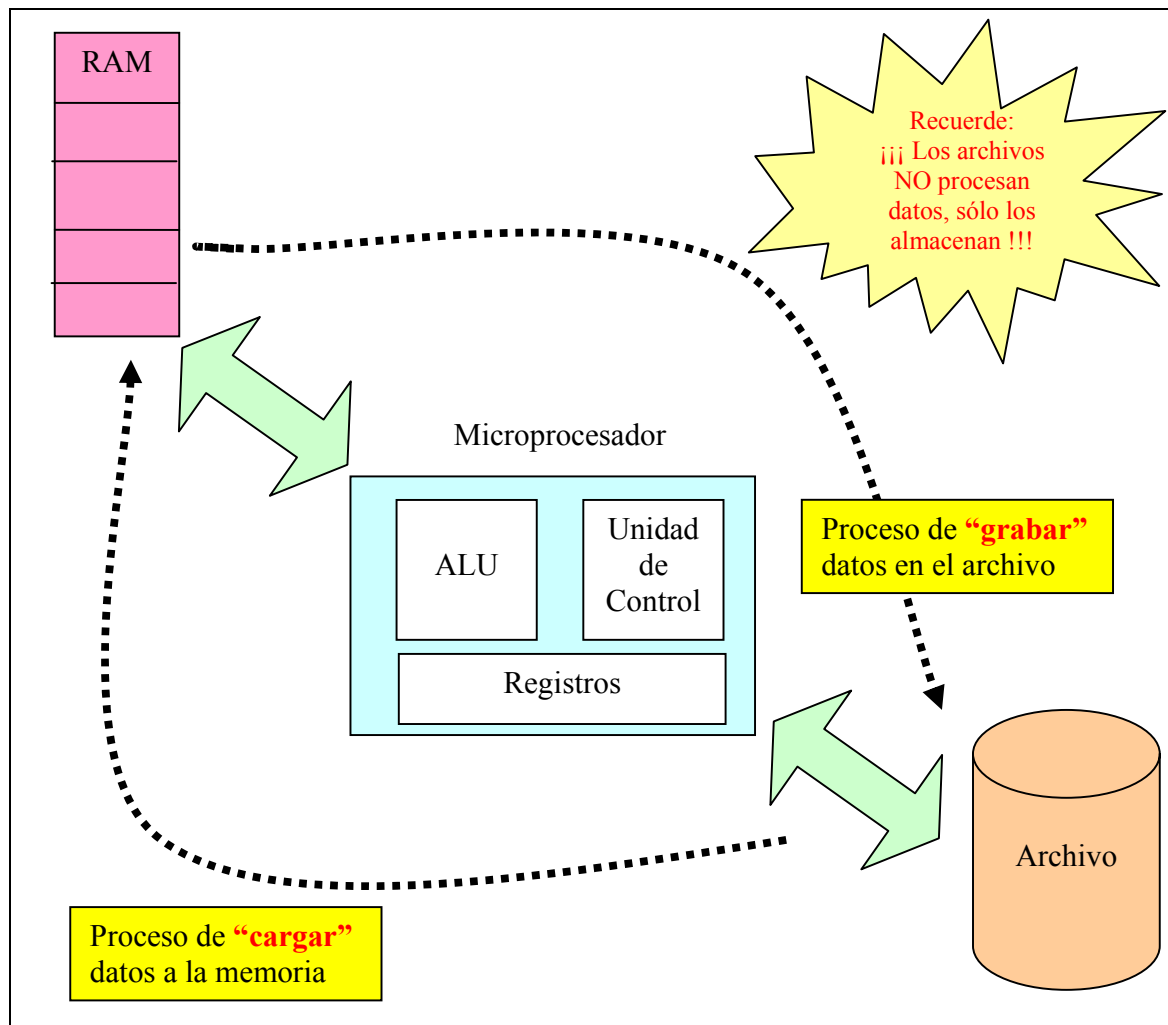 RAM
Recuerde:
¡¡¡ Los archivos
NO procesan
datos, sólo los
almacenan !!!
Microprocesador
ALU
Unidad
de
Control
Registros
Proceso de “grabar”
datos en el archivo
Archivo
Proceso de “cargar”
datos a la memoria